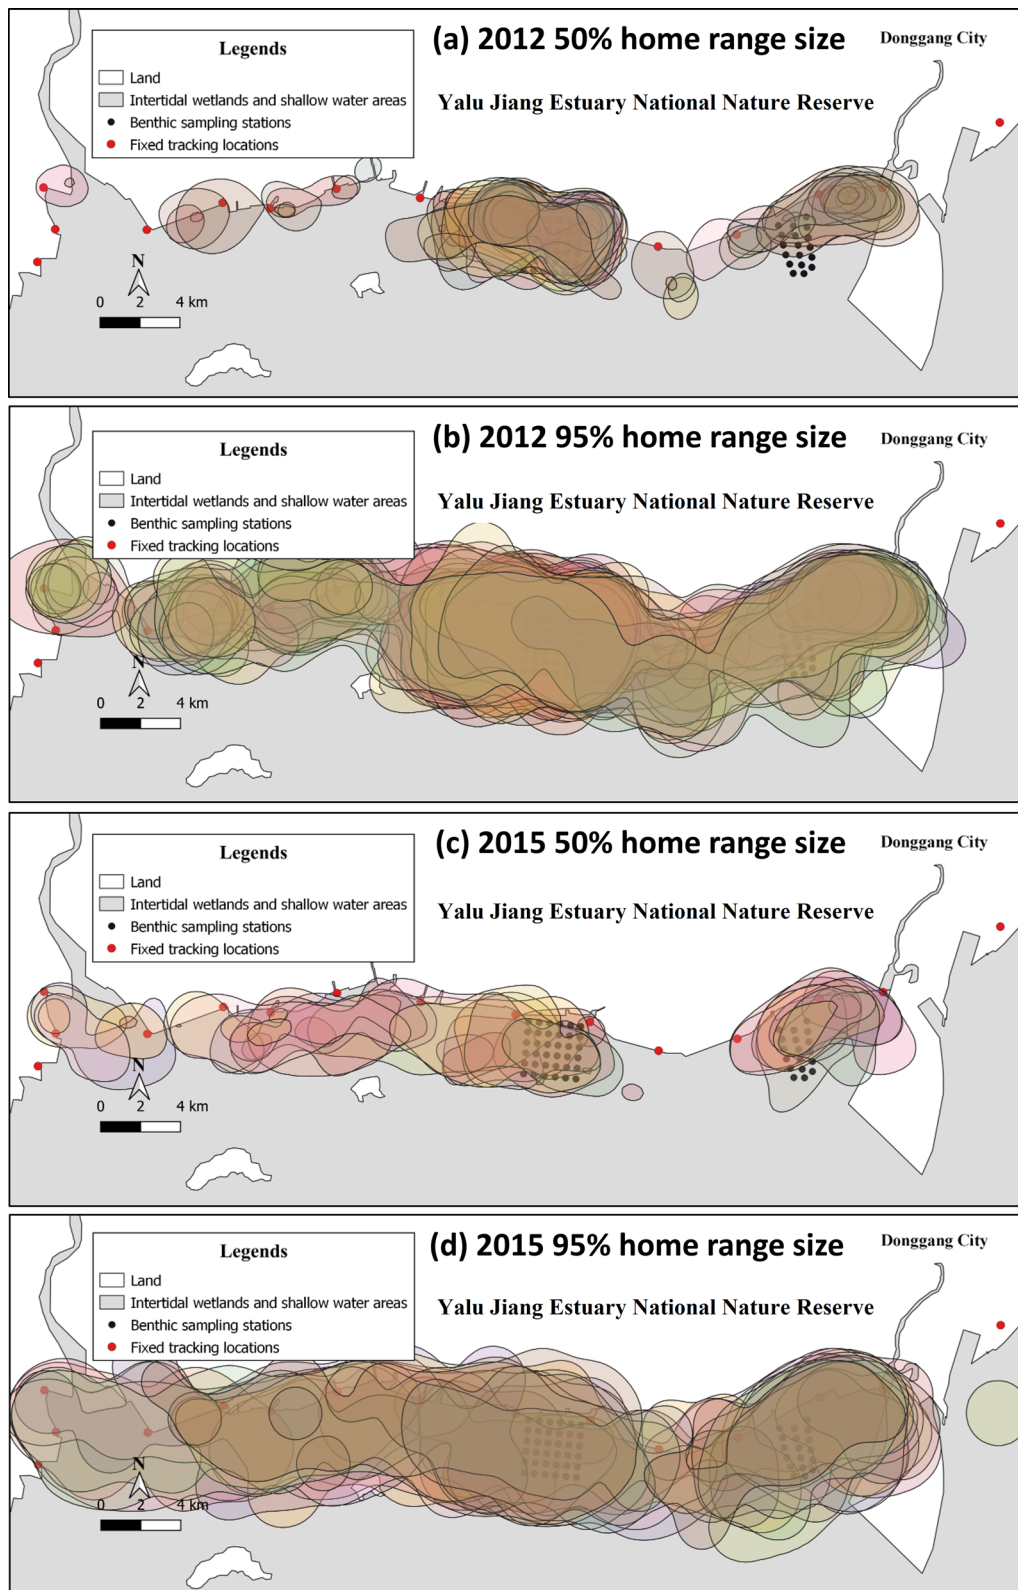 (a) 2012 50% home range size
Donggang City
Legends
Land
Intertidal wetlands and shallow water areas
Benthic sampling stations
Fixed tracking locations
Yalu Jiang Estuary National Nature Reserve
N
0 2 4 km
(b) 2012 95% home range size
Donggang City
Legends
Land
Intertidal wetlands and shallow water areas
Benthic sampling stations
Fixed tracking locations
Yalu Jiang Estuary National Nature Reserve
N
0 2 4 km
(c) 2015 50% home range size
Donggang City
Legends
Land
Intertidal wetlands and shallow water areas
Benthic sampling stations
Fixed tracking locations
Yalu Jiang Estuary National Nature Reserve
N
0 2 4 km
(d) 2015 95% home range size
Donggang City
Legends
Land
Intertidal wetlands and shallow water areas
Benthic sampling stations
Fixed tracking locations
Yalu Jiang Estuary National Nature Reserve
N
0 2 4 km